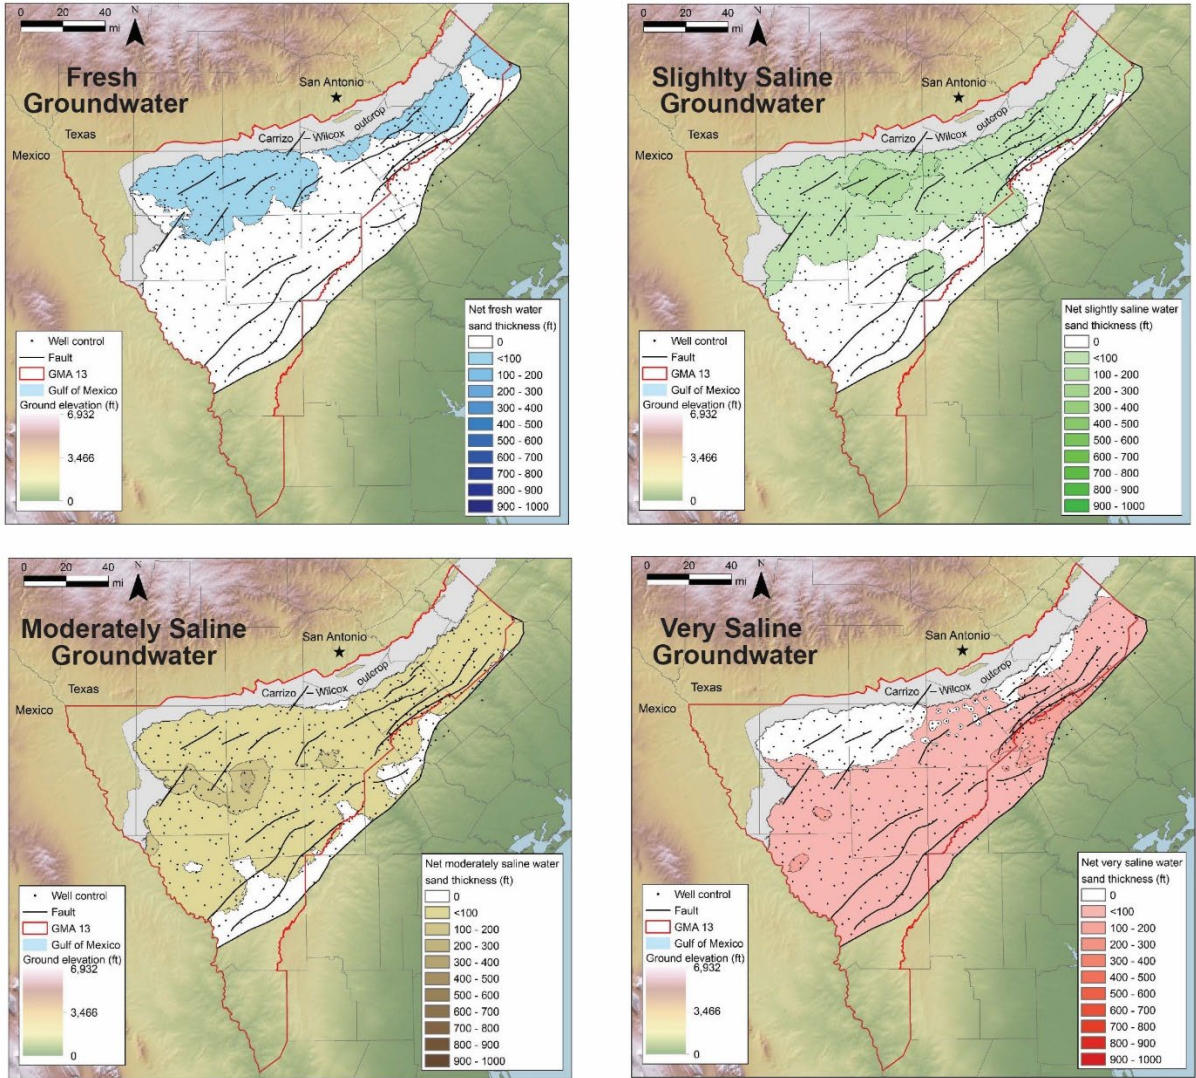 0 20 40
mi
N
Fresh
Groundwater
San Antonio
Texas
Mexico
Carrizo
Wilcox
outcrop
Well control
Fault
GMA 13
Gulf of Mexico
Ground elevation (ft)
6,932
3,466
0
Net fresh water
sand thickness (ft)
0
<100
100 - 200
200 - 300
300 - 400
400 - 500
500 - 600
600 - 700
700 - 800
800 - 900
900 - 1000
0 20 40
mi
N
Slighlty Saline
Groundwater
San Antonio
Texas
Mexico
Carrizo
Wilcox
outcrop
Well control
Fault
GMA 13
Gulf of Mexico
Ground elevation (ft)
6,932
3,466
0
Net slightly saline water
sand thickness (ft)
0
<100
100 - 200
200 - 300
300 - 400
400 - 500
500 - 600
600 - 700
700 - 800
800 - 900
900 - 1000
0 20 40
mi
N
Moderately Saline
Groundwater
San Antonio
Texas
Mexico
Carrizo
Wilcox
outcrop
Well control
Fault
GMA 13
Gulf of Mexico
Ground elevation (ft)
6,932
3,466
0
Net moderately saline water
sand thickness (ft)
0
<100
100 - 200
200 - 300
300 - 400
400 - 500
500 - 600
600 - 700
700 - 800
800 - 900
900 - 1000
0 20 40
mi
N
Very Saline
Groundwater
San Antonio
Texas
Mexico
Carrizo
Wilcox
outcrop
Well control
Fault
GMA 13
Gulf of Mexico
Ground elevation (ft)
6,932
3,466
0
Net very saline water
sand thickness (ft)
0
<100
100 - 200
200 - 300
300 - 400
400 - 500
500 - 600
600 - 700
700 - 800
800 - 900
900 - 1000